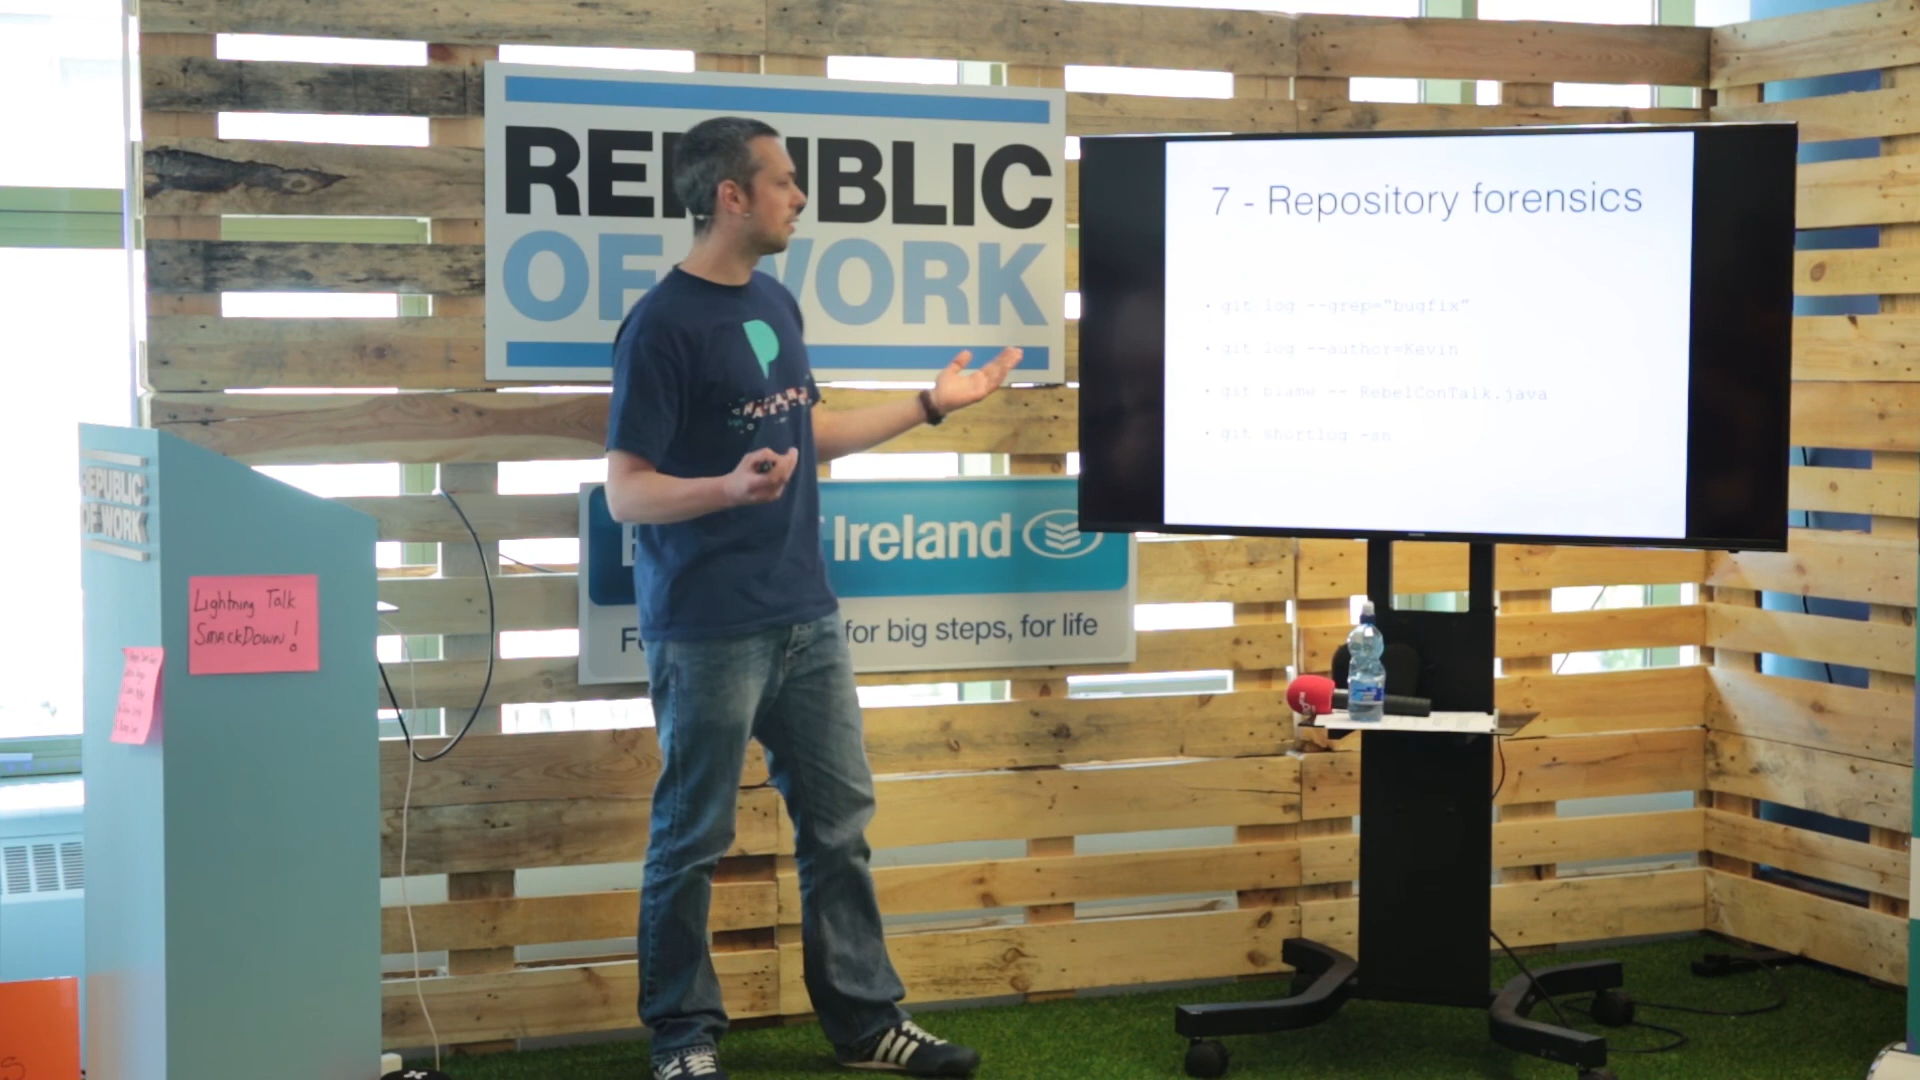 REPUBLIC
OF WORK
7 - Repository forensics
git log --grep="bugfix"
git log --author=Kevin
git blame -- RebelConTalk.java
git shortlog -sn
Ireland
for big steps, for life
REPUBLIC
OF WORK
Lightning Talk
SmackDown!